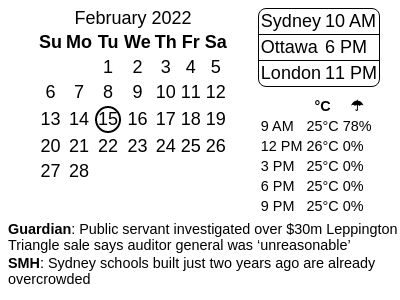 February 2022
Su Mo Tu We Th Fr Sa
1 2 3 4 5
6 7 8 9 10 11 12
13 14 15 16 17 18 19
20 21 22 23 24 25 26
27 28
Sydney 10 AM
Ottawa 6 PM
London 11 PM
°C ☂
9 AM 25°C 78%
12 PM 26°C 0%
3 PM 25°C 0%
6 PM 25°C 0%
9 PM 25°C 0%
Guardian: Public servant investigated over $30m Leppington
Triangle sale says auditor general was ‘unreasonable’
SMH: Sydney schools built just two years ago are already
overcrowded